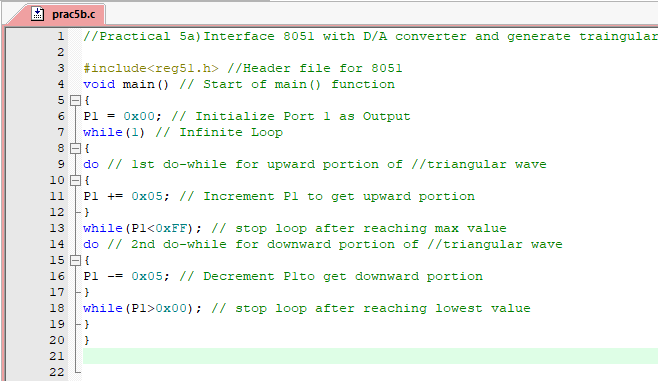 prac5b.c
1 //Practical 5a)Interface 8051 with D/A converter and generate traingular
2
3 #include<reg51.h> //Header file for 8051
4 void main() // Start of main() function
5 {
6 P1 = 0x00; // Initialize Port 1 as Output
7 while(1) // Infinite Loop
8 {
9 do // 1st do-while for upward portion of //triangular wave
10 {
11 P1 += 0x05; // Increment P1 to get upward portion
12 }
13 while(P1<0xFF); // stop loop after reaching max value
14 do // 2nd do-while for downward portion of //triangular wave
15 {
16 P1 -= 0x05; // Decrement P1to get downward portion
17 }
18 while(P1>0x00); // stop loop after reaching lowest value
19 }
20 }
21
22